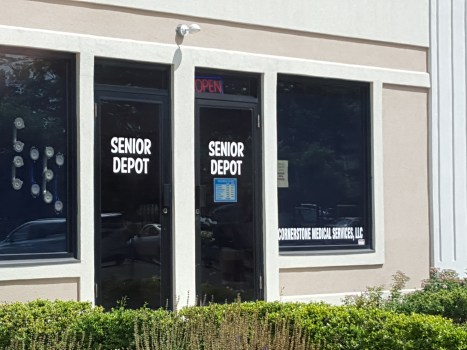 OPEN
SENIOR
DEPOT
SENIOR
DEPOT
CORNERSTONE MEDICAL SERVICES, LLC